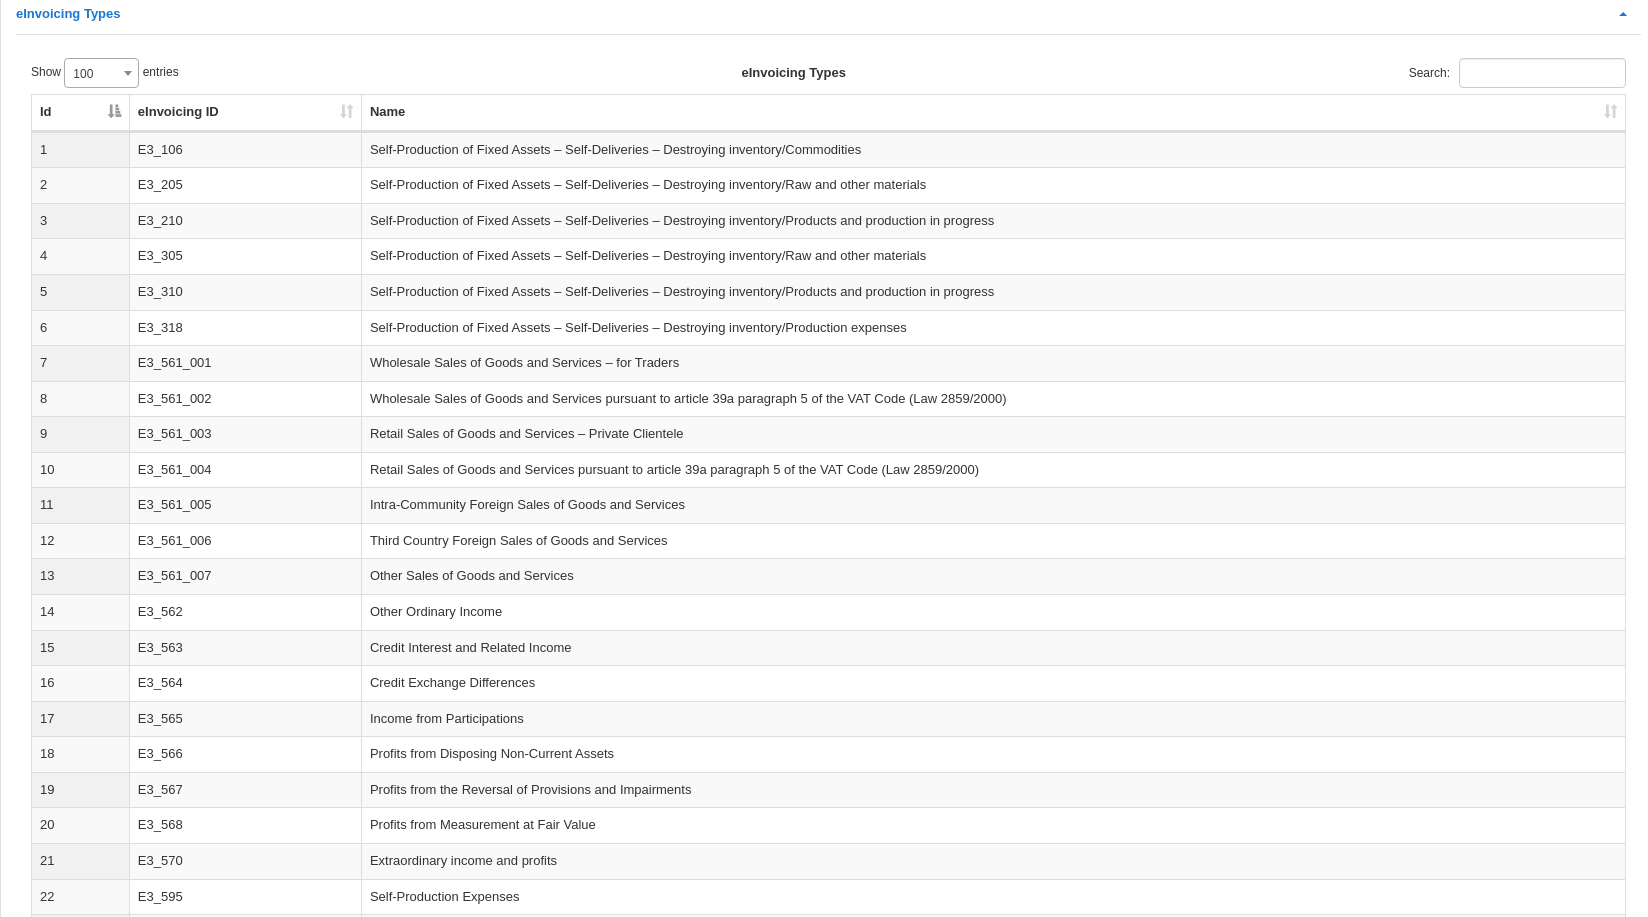 eInvoicing Types
Show 100 entries eInvoicing Types Search:
Id eInvoicing ID Name
1 E3_106 Self-Production of Fixed Assets – Self-Deliveries – Destroying inventory/Commodities
2 E3_205 Self-Production of Fixed Assets – Self-Deliveries – Destroying inventory/Raw and other materials
3 E3_210 Self-Production of Fixed Assets – Self-Deliveries – Destroying inventory/Products and production in progress
4 E3_305 Self-Production of Fixed Assets – Self-Deliveries – Destroying inventory/Raw and other materials
5 E3_310 Self-Production of Fixed Assets – Self-Deliveries – Destroying inventory/Products and production in progress
6 E3_318 Self-Production of Fixed Assets – Self-Deliveries – Destroying inventory/Production expenses
7 E3_561_001 Wholesale Sales of Goods and Services – for Traders
8 E3_561_002 Wholesale Sales of Goods and Services pursuant to article 39a paragraph 5 of the VAT Code (Law 2859/2000)
9 E3_561_003 Retail Sales of Goods and Services – Private Clientele
10 E3_561_004 Retail Sales of Goods and Services pursuant to article 39a paragraph 5 of the VAT Code (Law 2859/2000)
11 E3_561_005 Intra-Community Foreign Sales of Goods and Services
12 E3_561_006 Third Country Foreign Sales of Goods and Services
13 E3_561_007 Other Sales of Goods and Services
14 E3_562 Other Ordinary Income
15 E3_563 Credit Interest and Related Income
16 E3_564 Credit Exchange Differences
17 E3_565 Income from Participations
18 E3_566 Profits from Disposing Non-Current Assets
19 E3_567 Profits from the Reversal of Provisions and Impairments
20 E3_568 Profits from Measurement at Fair Value
21 E3_570 Extraordinary income and profits
22 E3_595 Self-Production Expenses